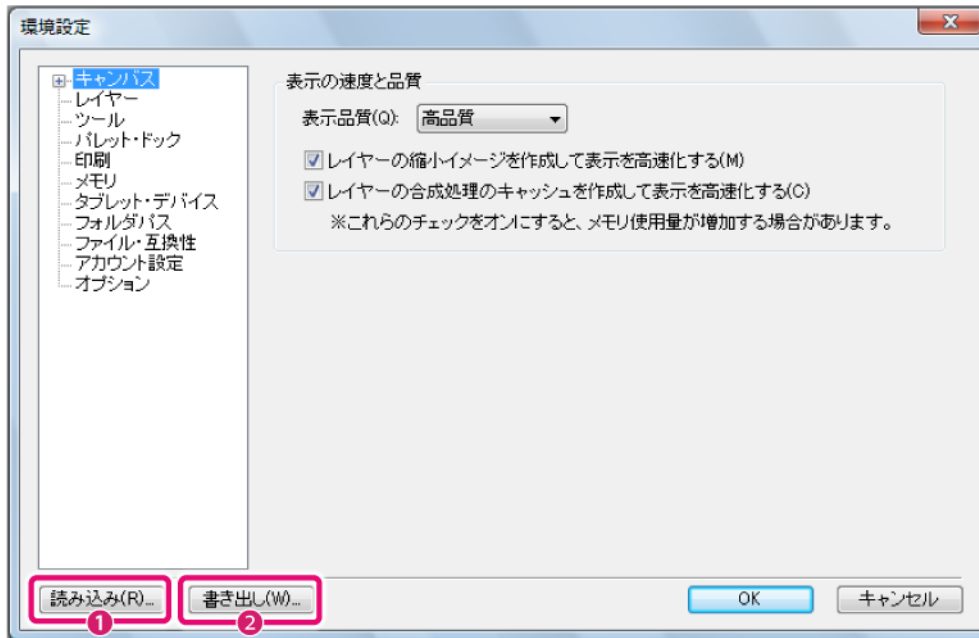 環境設定
キャンバス
レイヤー
ツール
パレット・ドック
印刷
メモリ
タブレット・デバイス
フォルダパス
ファイル・互換性
アカウント設定
オプション
表示の速度と品質
表示品質(Q): 高品質
レイヤーの縮小イメージを作成して表示を高速化する(M)
レイヤーの合成処理のキャッシュを作成して表示を高速化する(C)
※これらのチェックをオンにすると、メモリ使用量が増加する場合があります。
読み込み(R)... 書き出し(W)... OK キャンセル
1 2